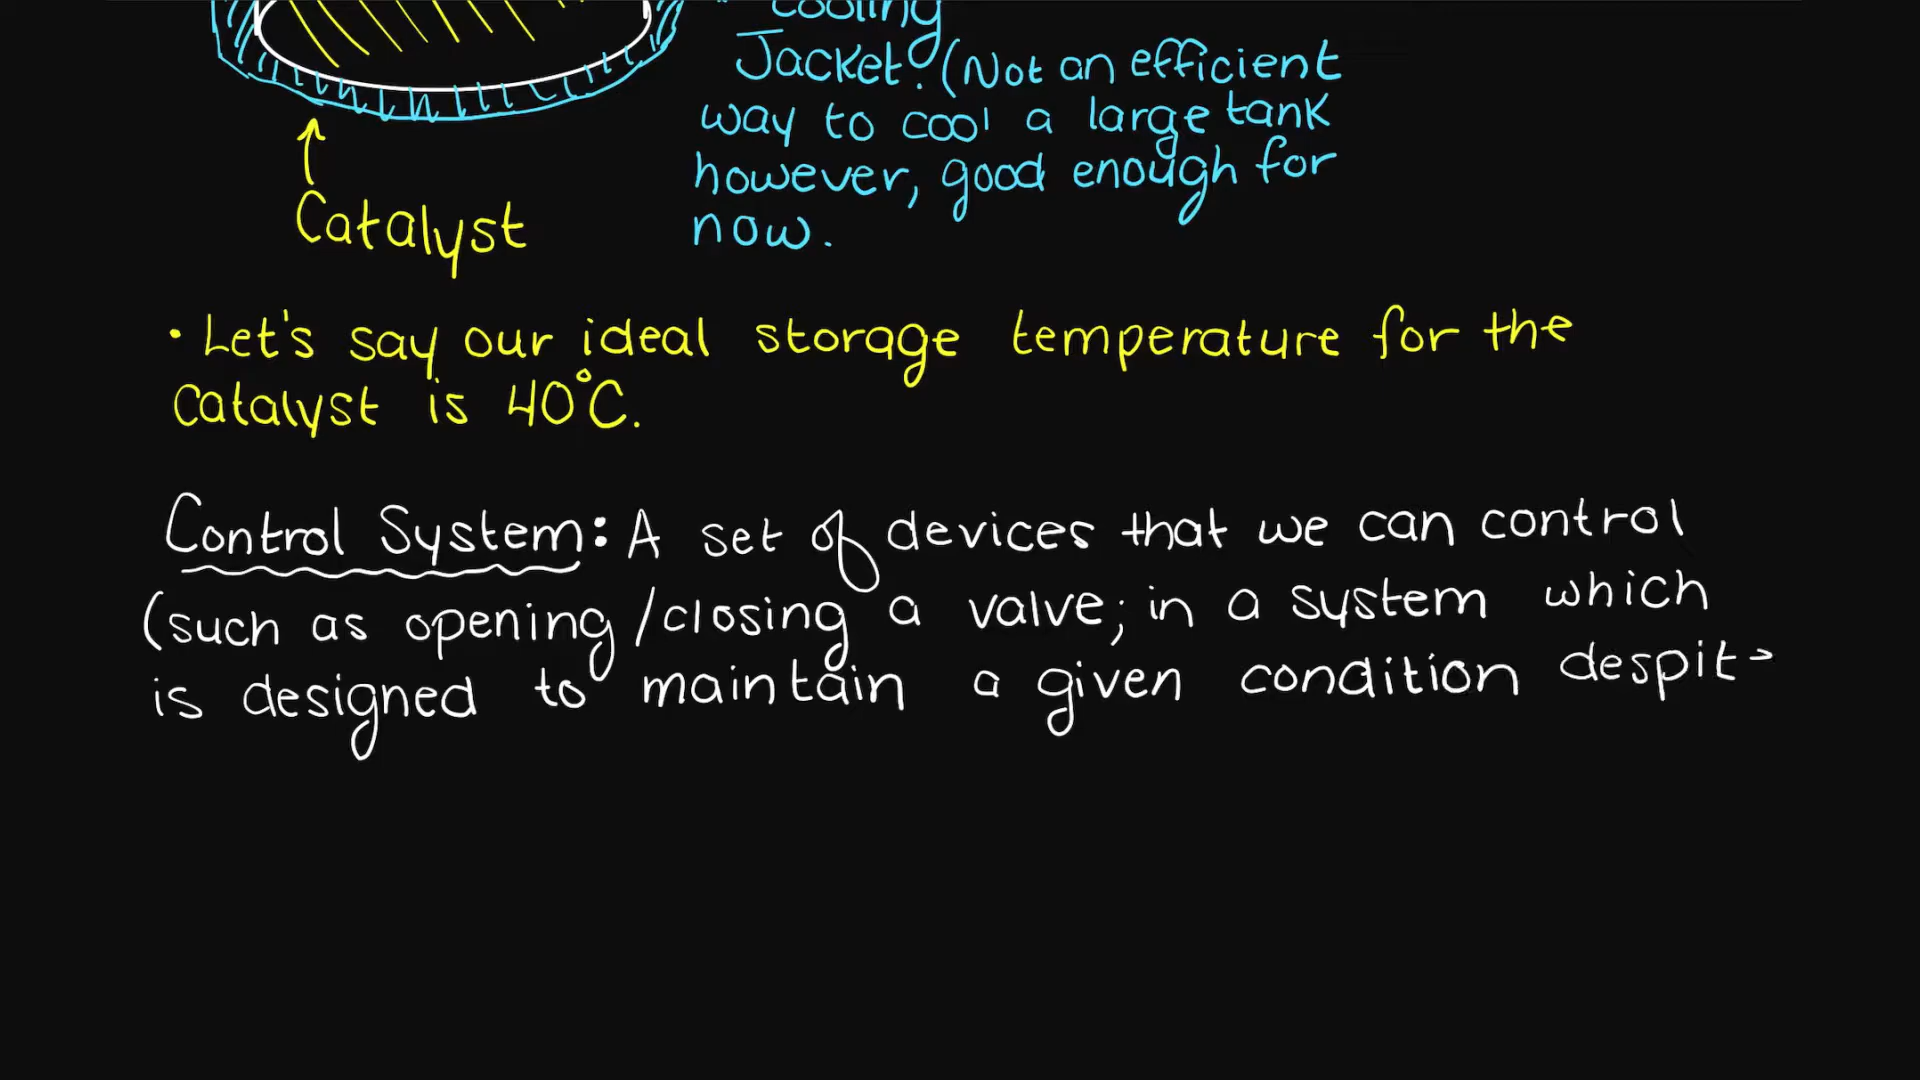 cooling
Jacket. (Not an efficient
way to cool a large tank
however, good enough for
now.
Catalyst
• Let's say our ideal storage temperature for the
Catalyst is 40°C.
Control System: A set of devices that we can control
(such as opening/closing a valve; in a system which
is designed to maintain a given condition despit